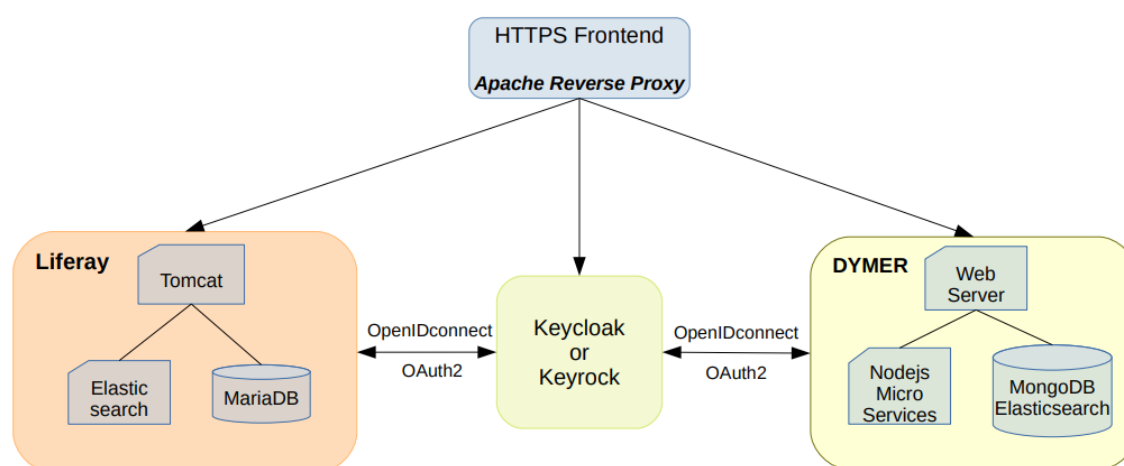 HTTPS Frontend
Apache Reverse Proxy
Liferay
Tomcat
Elastic
search
MariaDB
OpenIDconnect
OAuth2
Keycloak
or
Keyrock
OpenIDconnect
OAuth2
DYMER
Web
Server
Nodejs
Micro
Services
MongoDB
Elasticsearch